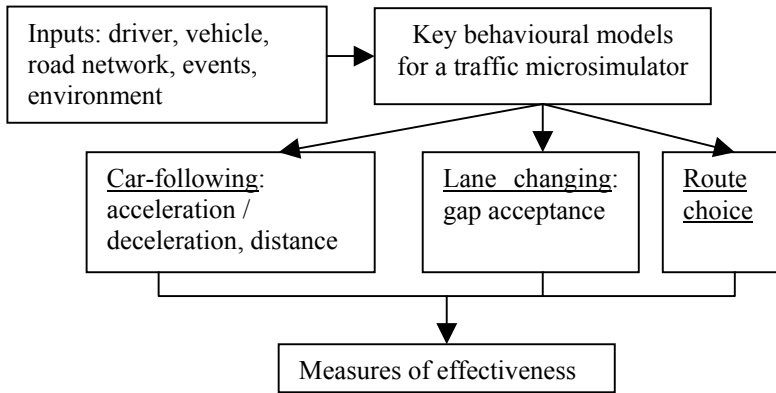 Inputs: driver, vehicle,
road network, events,
environment
Key behavioural models
for a traffic microsimulator
Car-following:
acceleration /
deceleration, distance
Lane changing:
gap acceptance
Route
choice
Measures of effectiveness